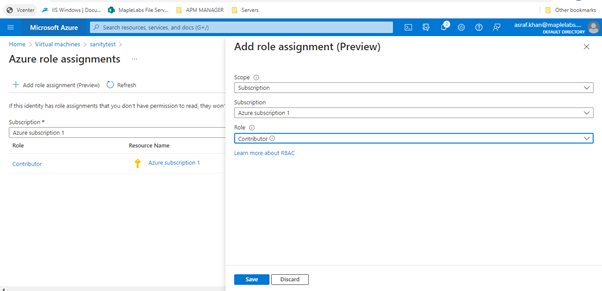 Vcenter IIS Windows | Docu... MapleLabs File Serv... APM MANAGER Servers Other bookmarks
Microsoft Azure Search resources, services, and docs (G+/) asraf.khan@maplelabs....
DEFAULT DIRECTORY
Home > Virtual machines > sanitytest >
Azure role assignments ...
Add role assignment (Preview) Refresh
If this identity has role assignments that you don't have permission to read, they won'
Subscription *
Azure subscription 1
Role Resource Name
Contributor Azure subscription 1
Add role assignment (Preview)
Scope
Subscription
Subscription
Azure subscription 1
Role
Contributor
Learn more about RBAC
Save Discard